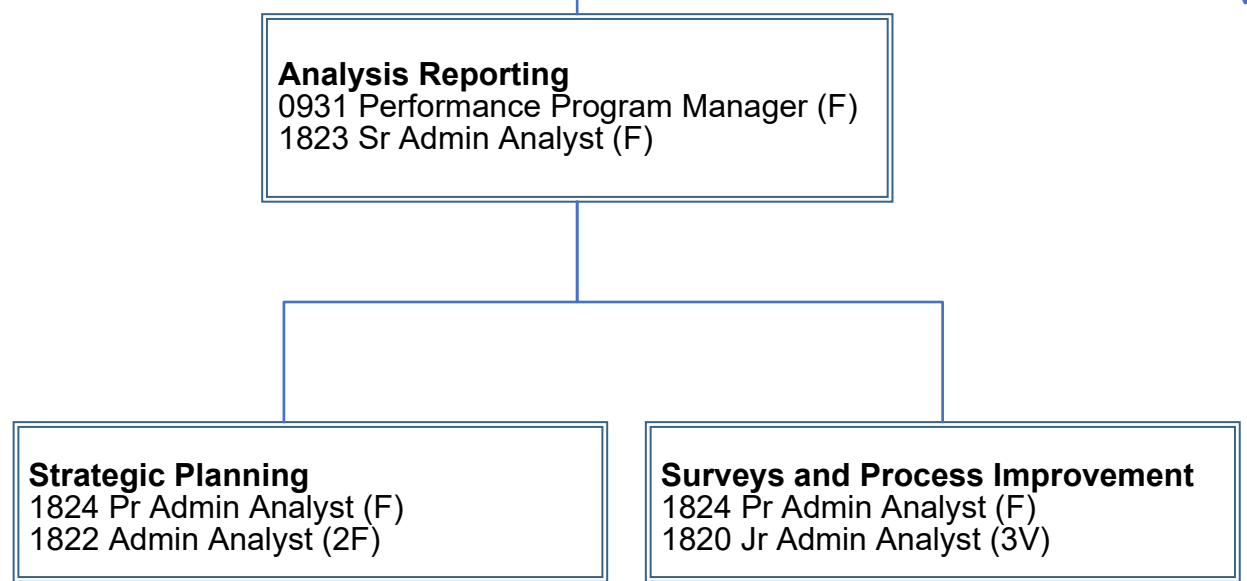 Analysis Reporting
0931 Performance Program Manager (F)
1823 Sr Admin Analyst (F)
Strategic Planning
1824 Pr Admin Analyst (F)
1822 Admin Analyst (2F)
Surveys and Process Improvement
1824 Pr Admin Analyst (F)
1820 Jr Admin Analyst (3V)